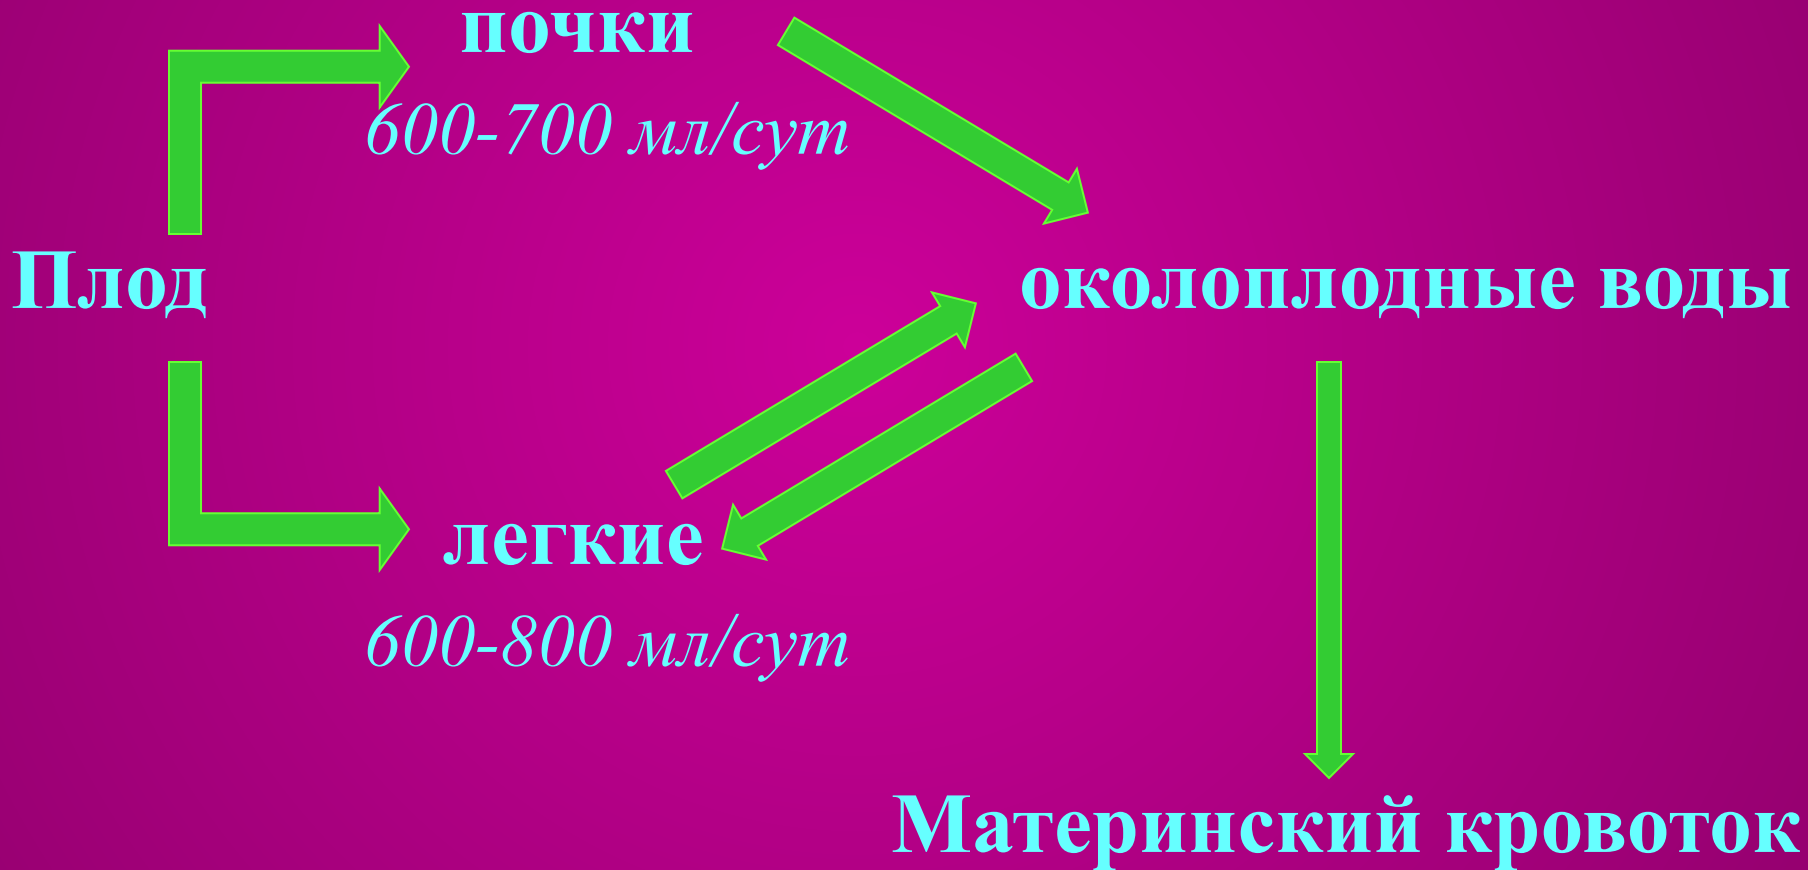 почки
600-700 мл/сут
Плод
околоплодные воды
легкие
600-800 мл/сут
Материнский кровоток